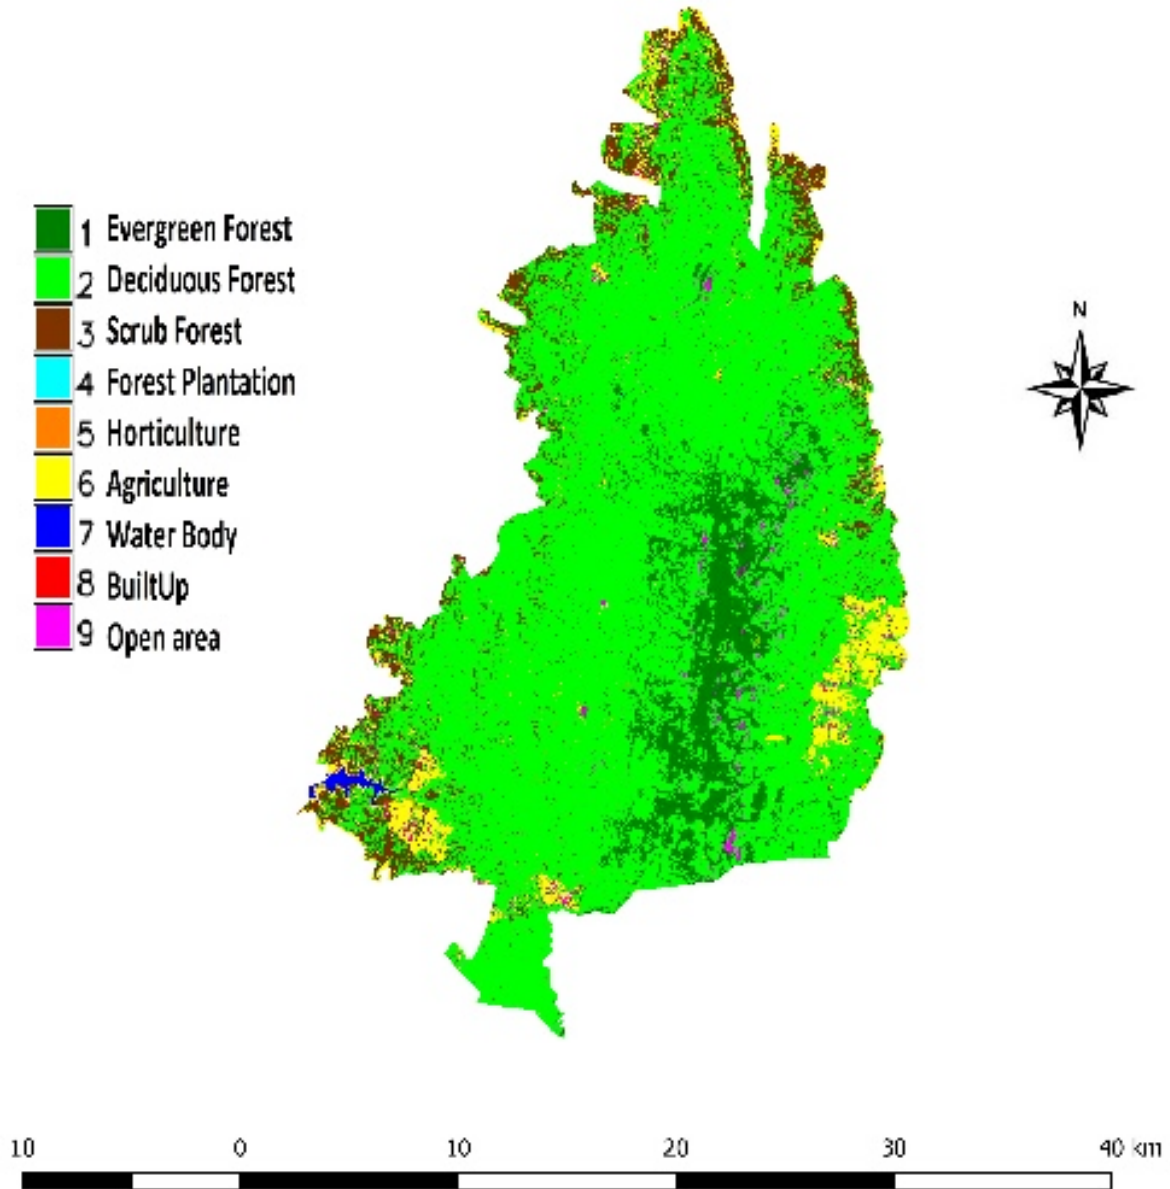 1 Evergreen Forest
2 Deciduous Forest
3 Scrub Forest
4 Forest Plantation
5 Horticulture
6 Agriculture
7 Water Body
8 BuiltUp
9 Open area
N
10 0 10 20 30 40 km